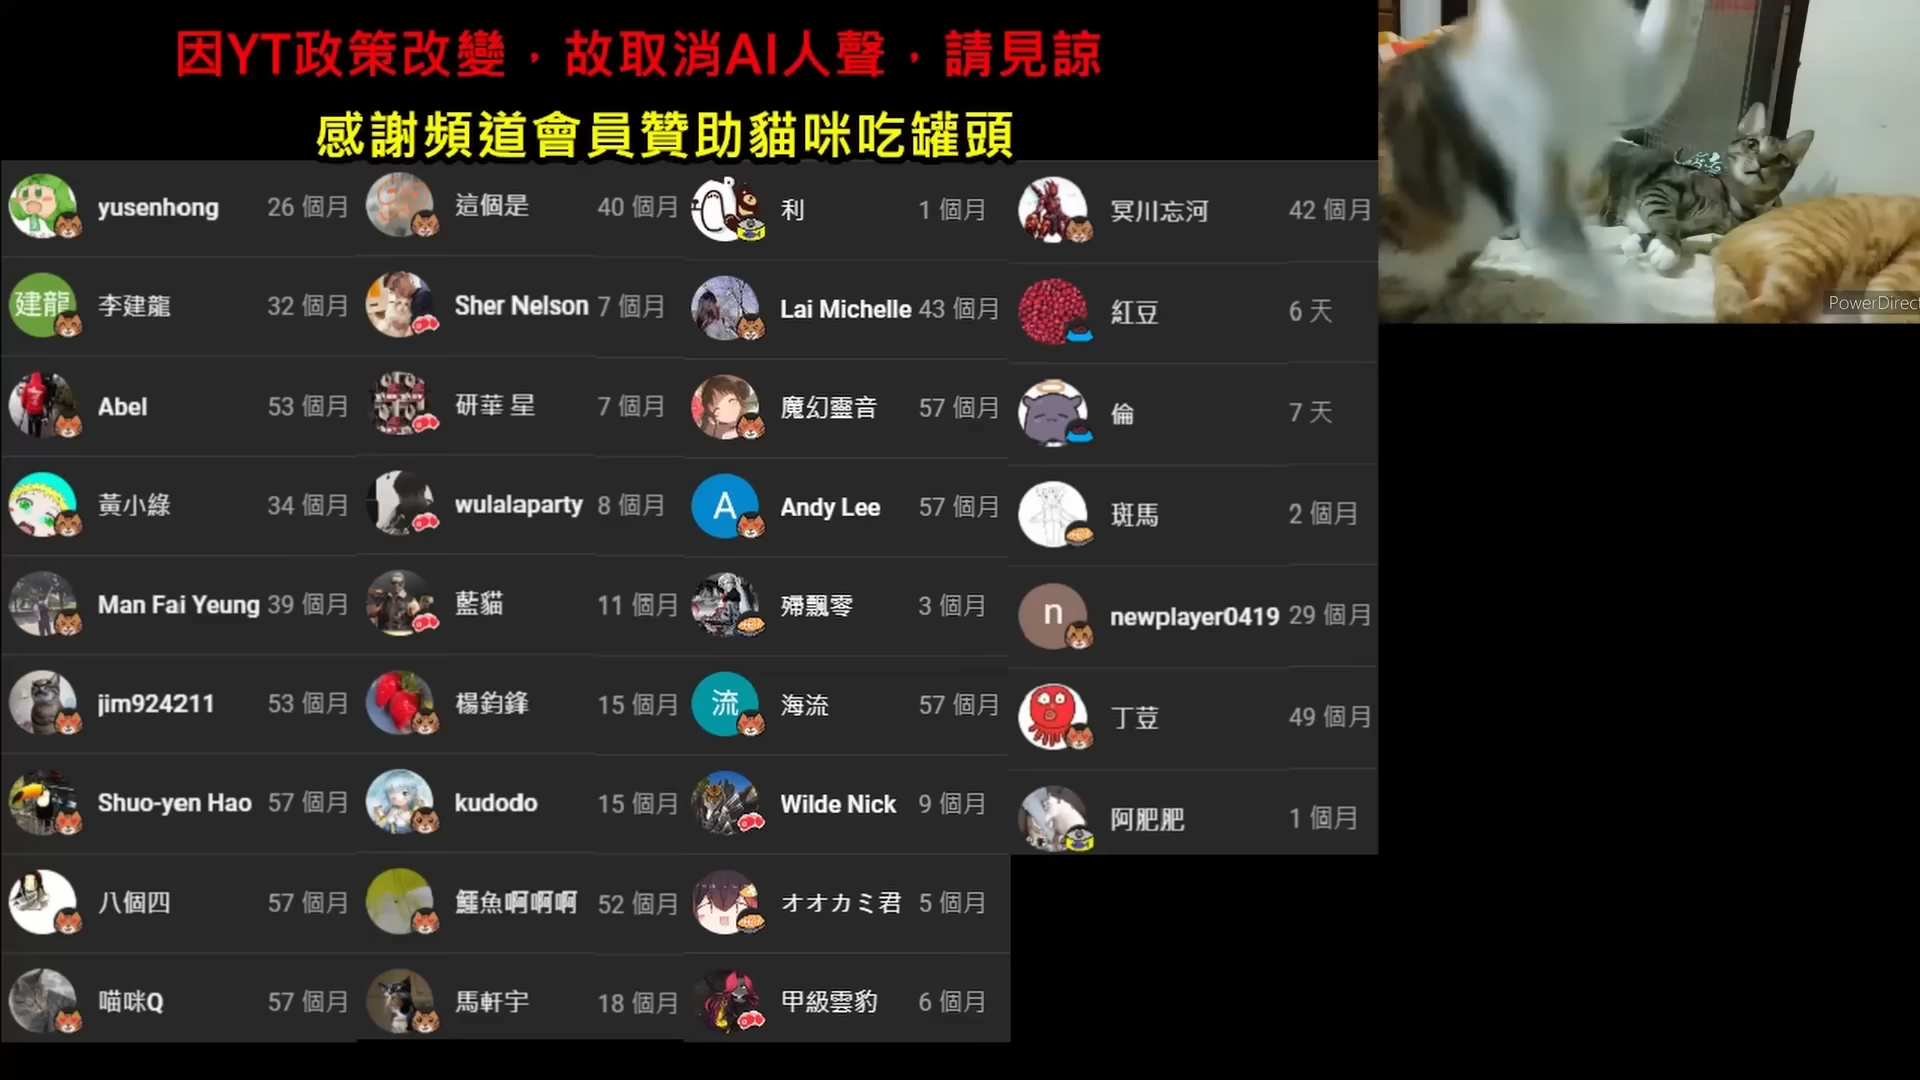 因YT政策改變，故取消AI人聲，請見諒
感謝頻道會員贊助貓咪吃罐頭
yusenhong 26 個月
建龍 李建龍 32 個月
Abel 53 個月
黃小綠 34 個月
Man Fai Yeung 39 個月
jim924211 53 個月
Shuo-yen Hao 57 個月
八個四 57 個月
喵咪Q 57 個月
這個是 40 個月
Sher Nelson 7 個月
研華 星 7 個月
wulalaparty 8 個月
藍貓 11 個月
楊鈞鋒 15 個月
kudodo 15 個月
鱷魚啊啊啊 52 個月
馬軒宇 18 個月
利 1 個月
Lai Michelle 43 個月
魔幻靈音 57 個月
A Andy Lee 57 個月
殢飄零 3 個月
流 海流 57 個月
Wilde Nick 9 個月
オオカミ君 5 個月
甲級雲豹 6 個月
冥川忘河 42 個月
紅豆 6 天
倫 7 天
斑馬 2 個月
n newplayer0419 29 個月
丁荳 49 個月
阿肥肥 1 個月
PowerDirect